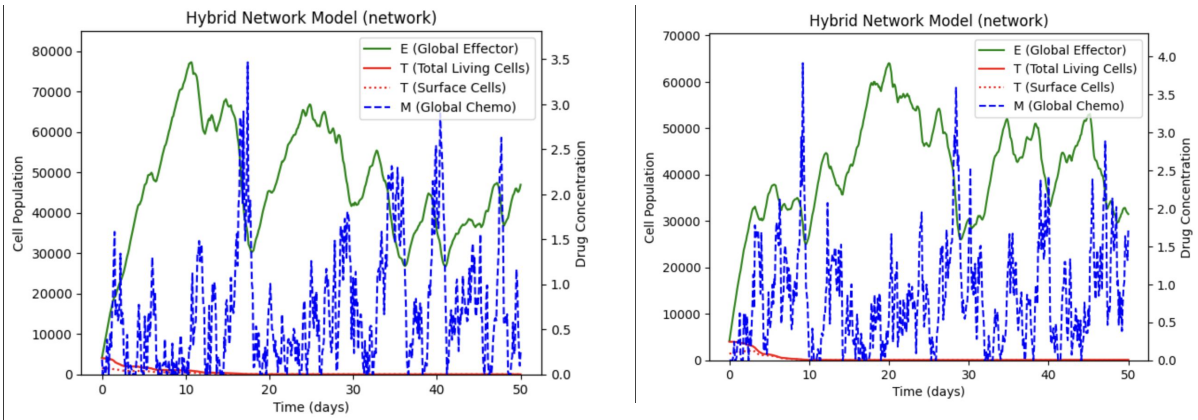 Hybrid Network Model (network)
E (Global Effector)
T (Total Living Cells)
T (Surface Cells)
M (Global Chemo)
80000
70000
60000
50000
40000
30000
20000
10000
0
Cell Population
3.5
3.0
2.5
2.0
1.5
1.0
0.5
0.0
Drug Concentration
0 10 20 30 40 50
Time (days)
Hybrid Network Model (network)
E (Global Effector)
T (Total Living Cells)
T (Surface Cells)
M (Global Chemo)
70000
60000
50000
40000
30000
20000
10000
0
Cell Population
4.0
3.5
3.0
2.5
2.0
1.5
1.0
0.5
0.0
Drug Concentration
0 10 20 30 40 50
Time (days)